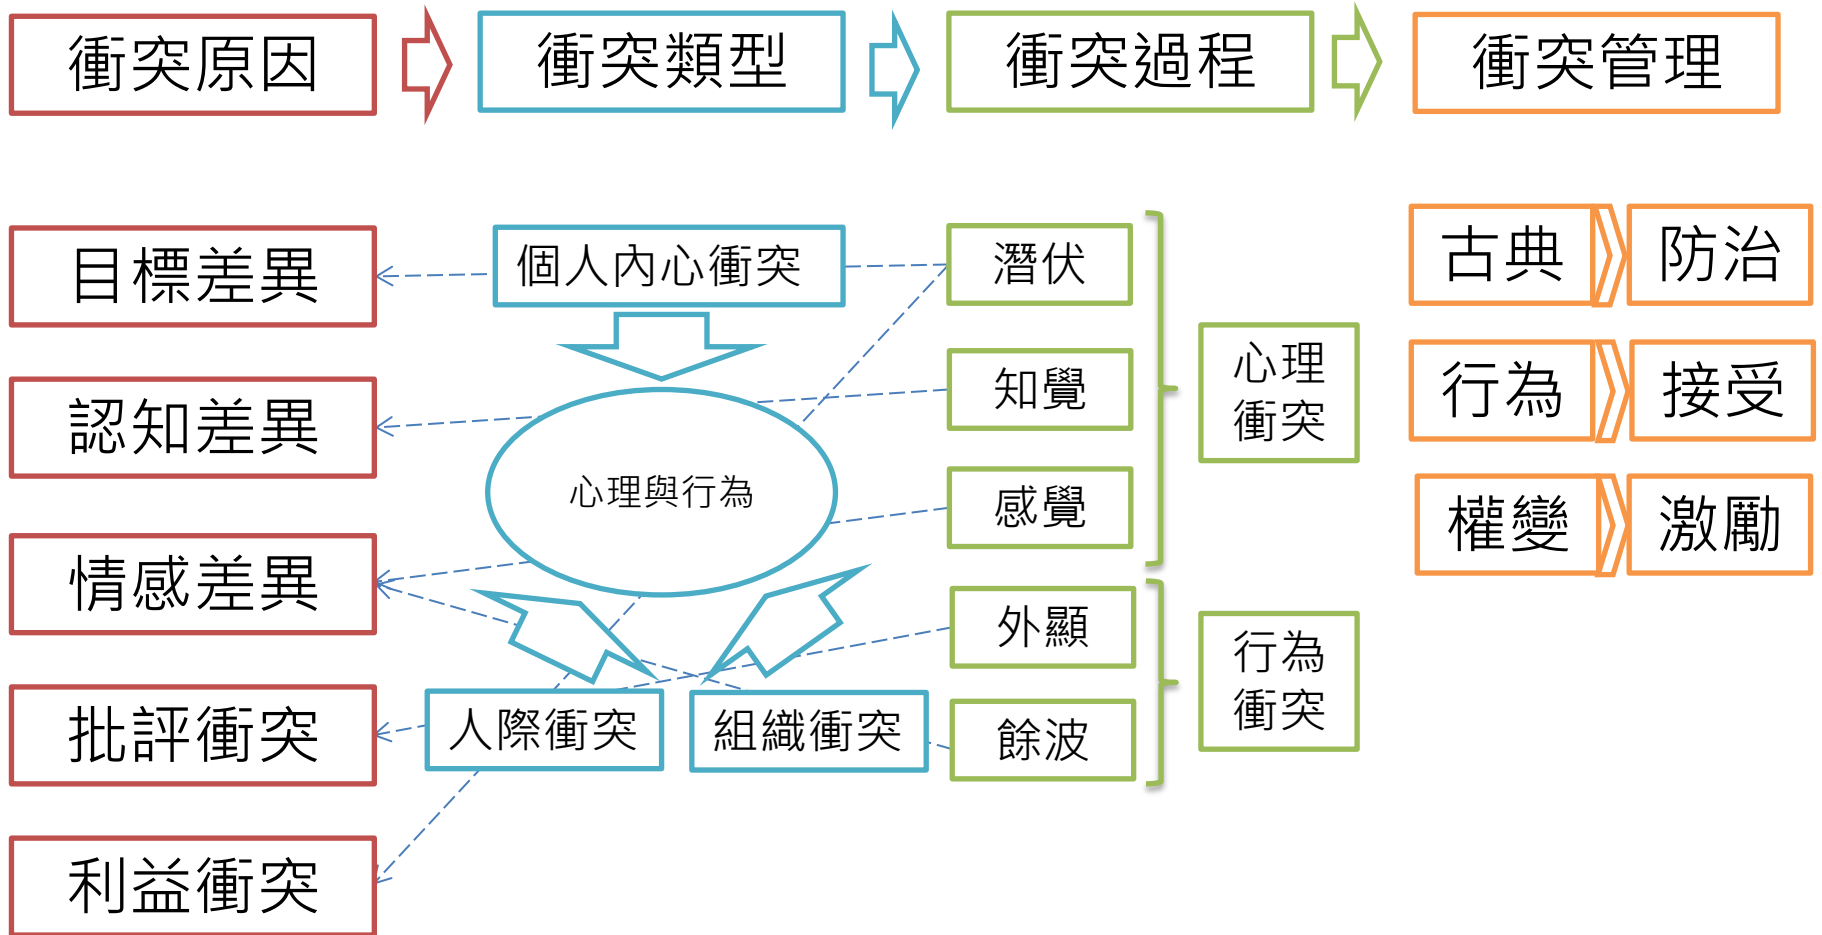 衝突原因
衝突類型
衝突過程
衝突管理
目標差異
認知差異
情感差異
批評衝突
利益衝突
個人內心衝突
心理與行為
人際衝突
組織衝突
潛伏
知覺
感覺
外顯
餘波
心理
衝突
行為
衝突
古典
防治
行為
接受
權變
激勵